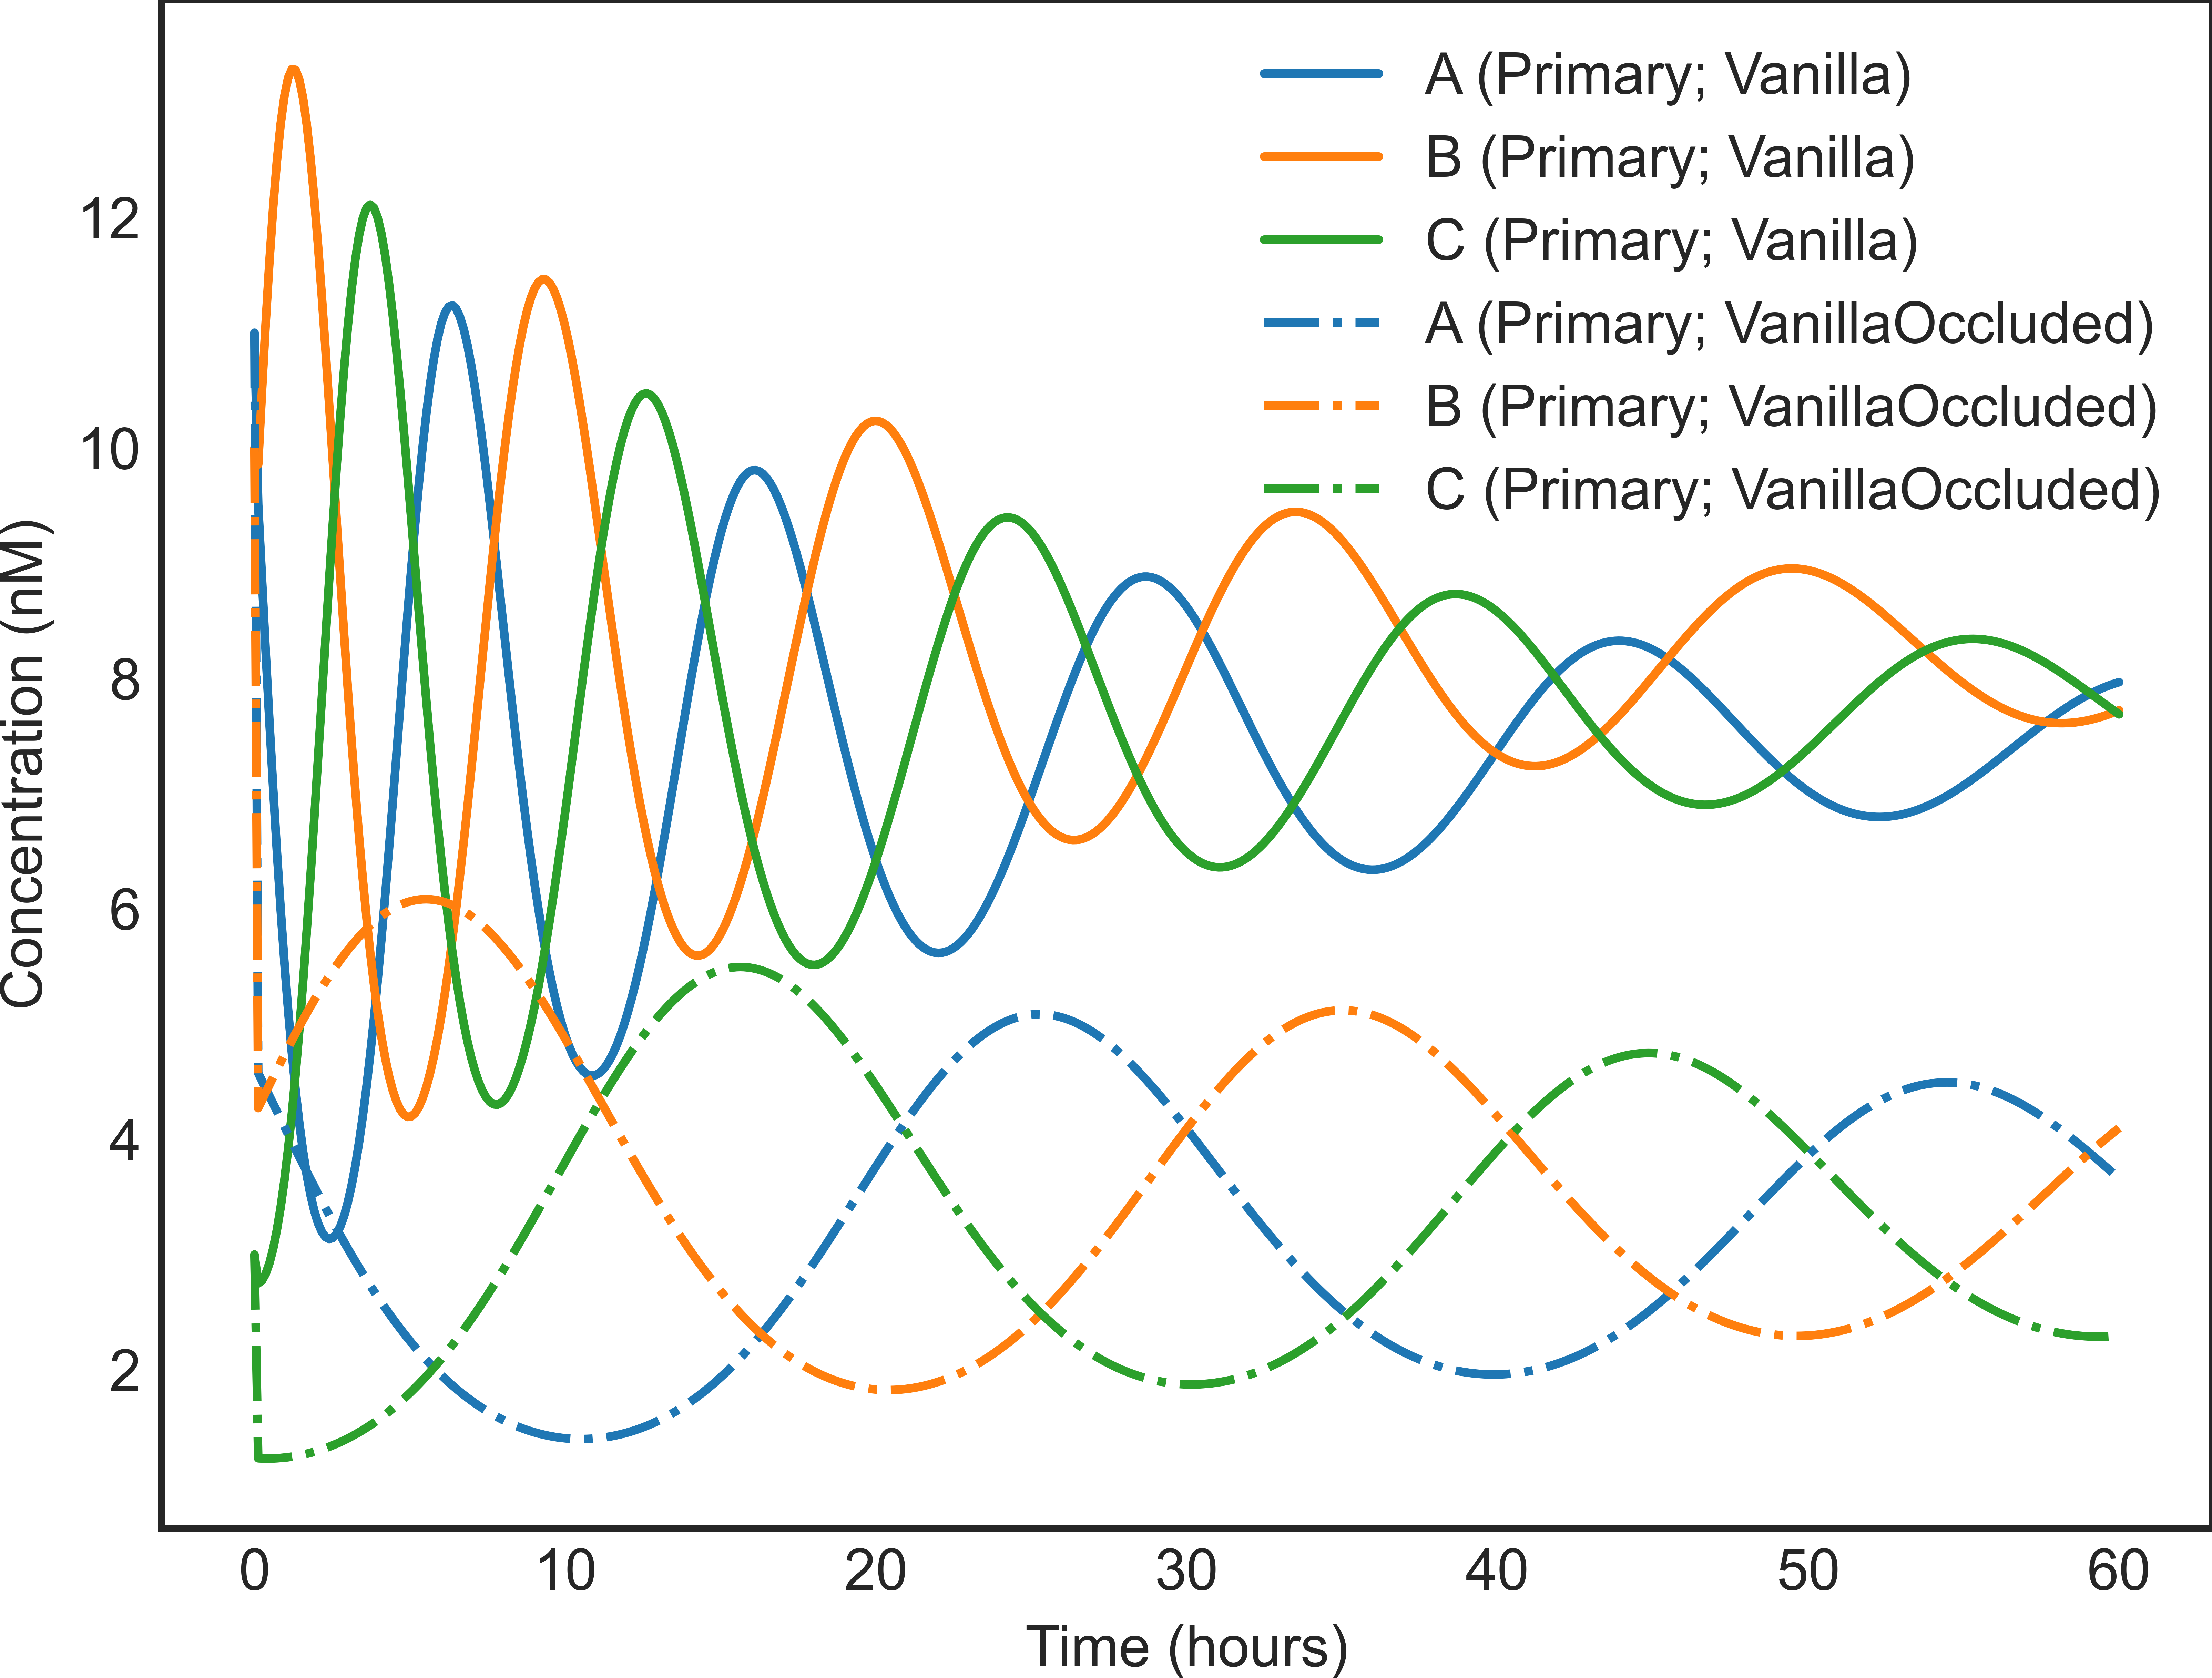 A (Primary; Vanilla)
B (Primary; Vanilla)
C (Primary; Vanilla)
A (Primary; VanillaOccluded)
B (Primary; VanillaOccluded)
C (Primary; VanillaOccluded)
Concentration (nM)
12
10
8
6
4
2
0 10 20 30 40 50 60
Time (hours)